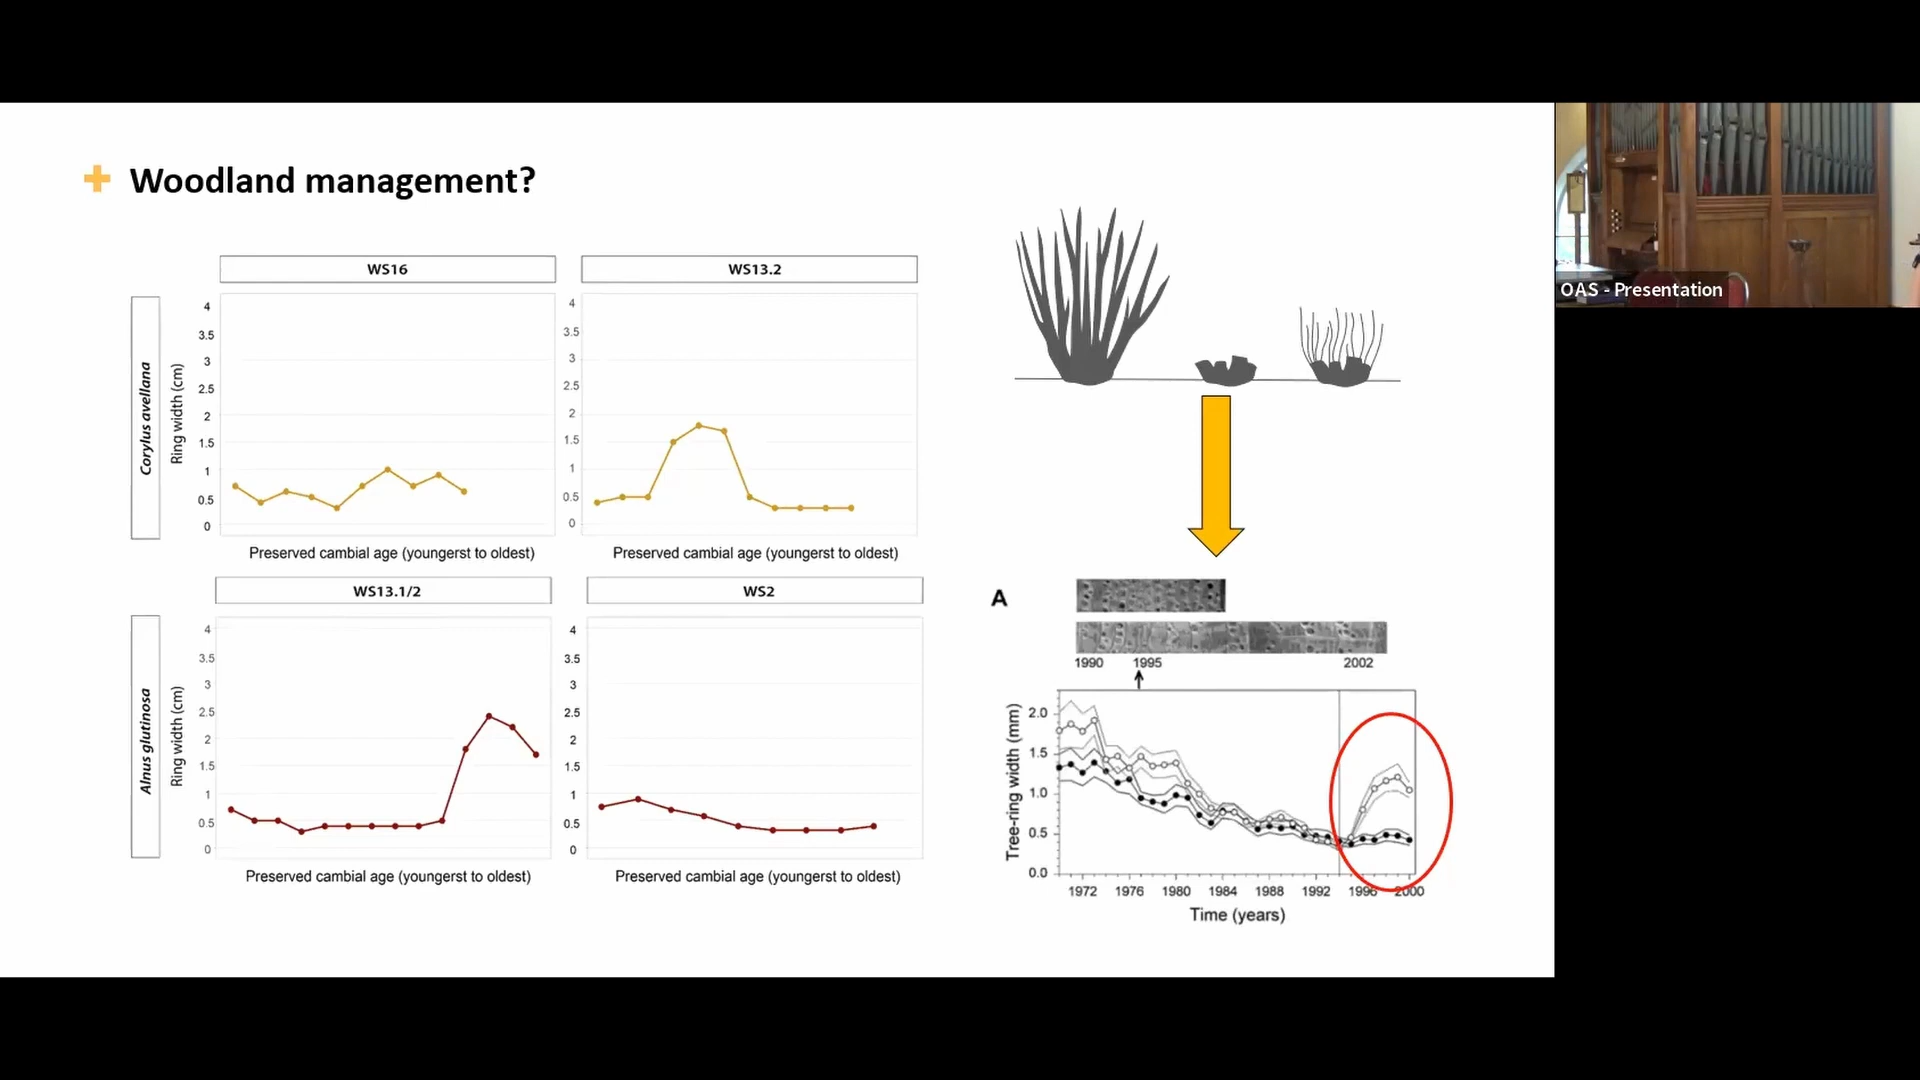 Woodland management?
WS16
WS13.2
Corylus avellana
Ring width (cm)
4
3.5
3
2.5
2
1.5
1
0.5
0
4
3.5
3
2.5
2
1.5
1
0.5
0
Preserved cambial age (youngerst to oldest)
Preserved cambial age (youngerst to oldest)
WS13.1/2
WS2
Alnus glutinosa
Ring width (cm)
4
3.5
3
2.5
2
1.5
1
0.5
0
4
3.5
3
2.5
2
1.5
1
0.5
0
Preserved cambial age (youngerst to oldest)
Preserved cambial age (youngerst to oldest)
A
1990 1995 2002
Tree-ring width (mm)
2.0
1.5
1.0
0.5
0.0
1972 1976 1980 1984 1988 1992 1996 2000
Time (years)
OAS - Presentation